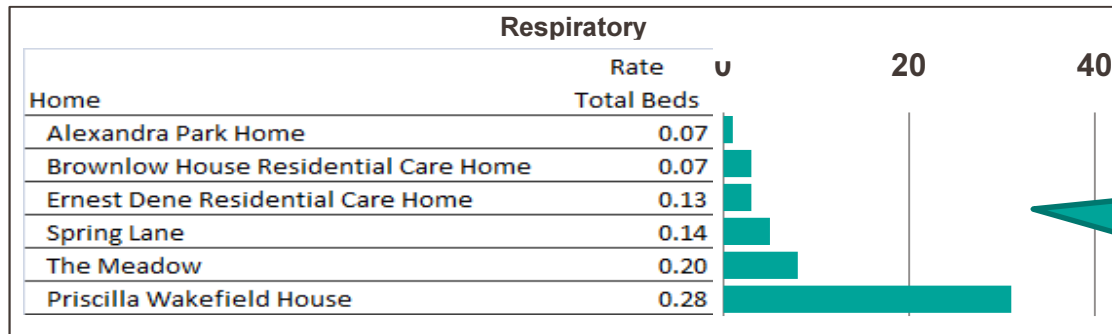 Respiratory
Rate 0 20 40
Home Total Beds
Alexandra Park Home 0.07
Brownlow House Residential Care Home 0.07
Ernest Dene Residential Care Home 0.13
Spring Lane 0.14
The Meadow 0.20
Priscilla Wakefield House 0.28